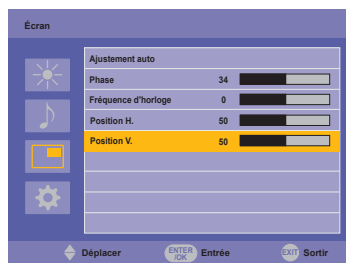 Écran
Ajustement auto
Phase 34
Fréquence d'horloge 0
Position H. 50
Position V. 50
Déplacer ENTER /OK Entrée EXIT Sortir